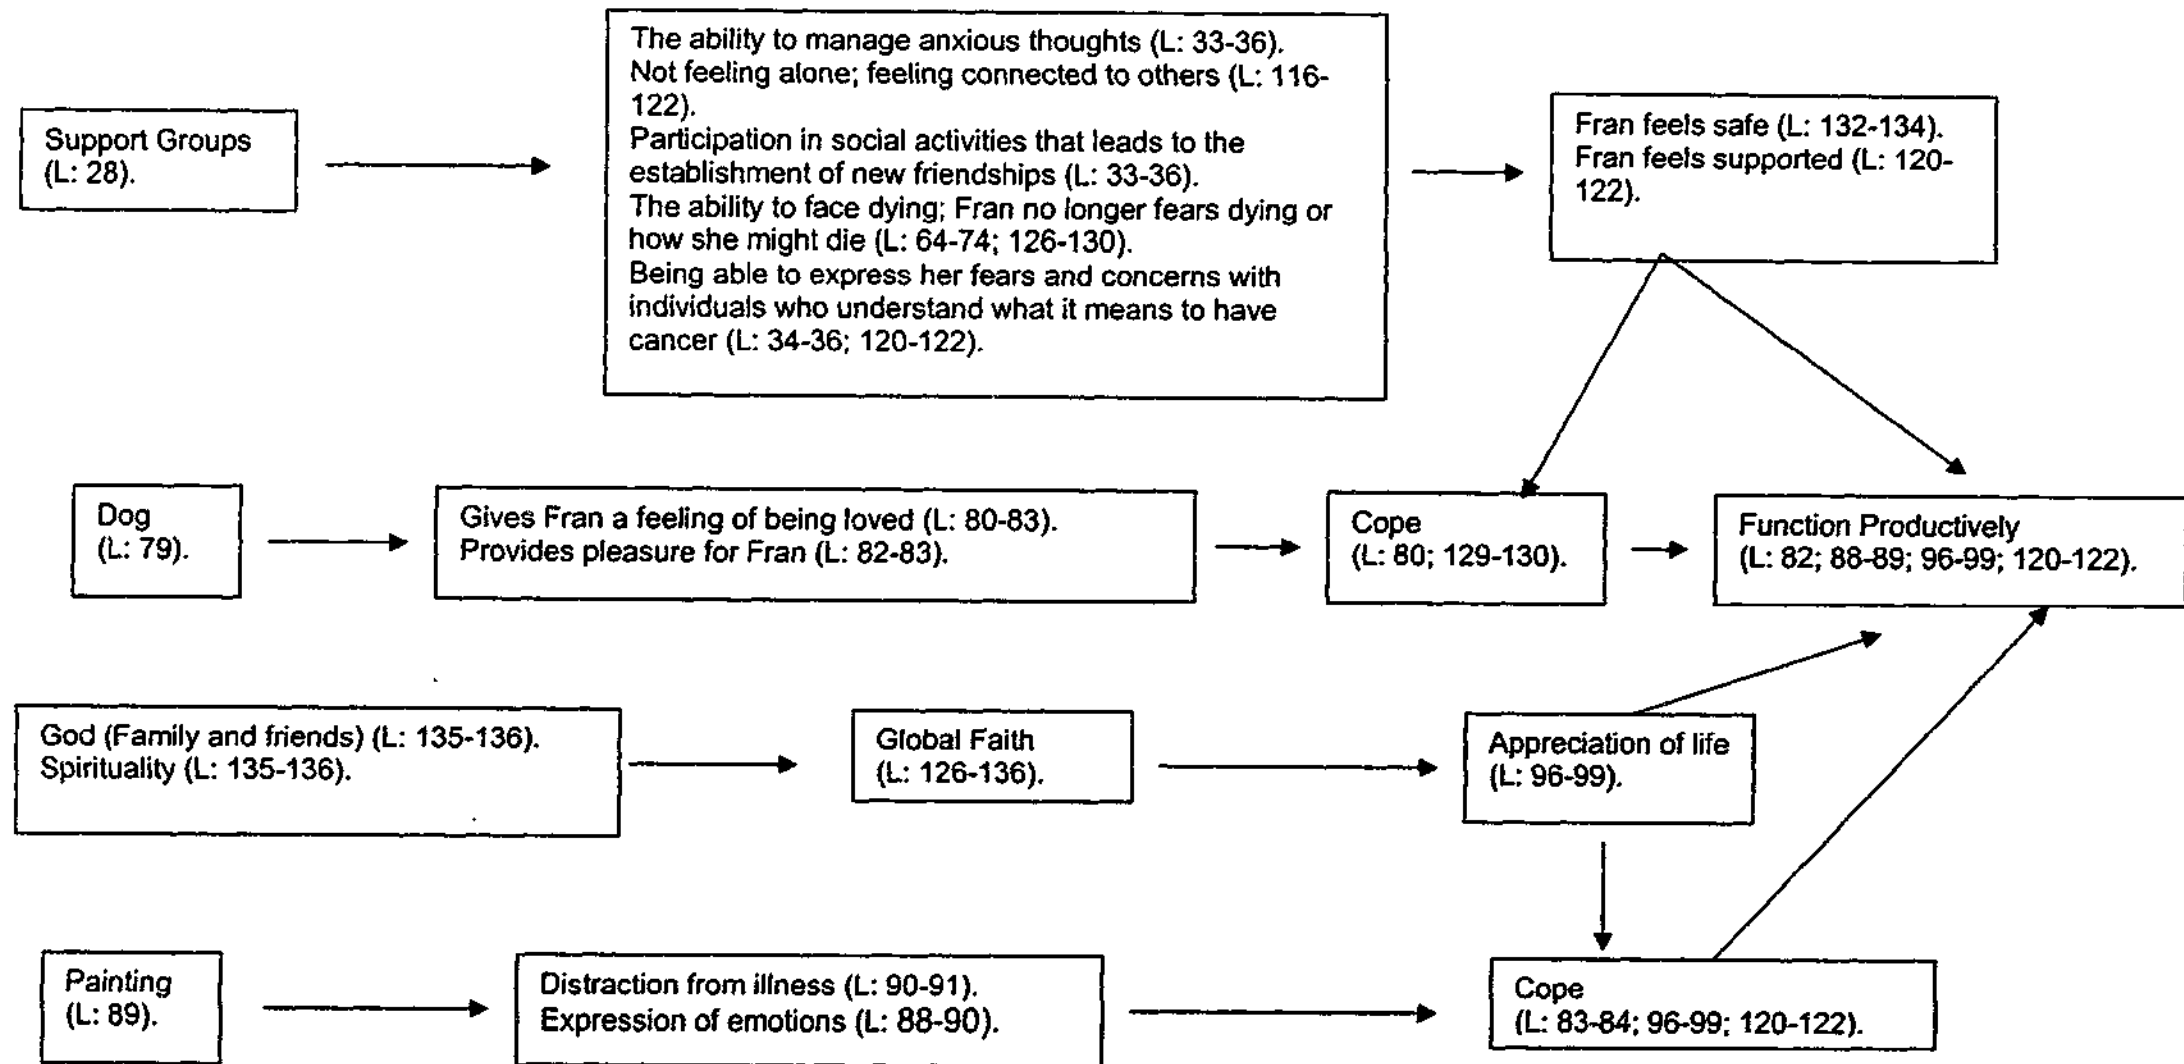 Support Groups
(L: 28).
The ability to manage anxious thoughts (L: 33-36).
Not feeling alone; feeling connected to others (L: 116-
122).
Participation in social activities that leads to the
establishment of new friendships (L: 33-36).
The ability to face dying; Fran no longer fears dying or
how she might die (L: 64-74; 126-130).
Being able to express her fears and concerns with
individuals who understand what it means to have
cancer (L: 34-36; 120-122).
Fran feels safe (L: 132-134).
Fran feels supported (L: 120-
122).
Dog
(L: 79).
Gives Fran a feeling of being loved (L: 80-83).
Provides pleasure for Fran (L: 82-83).
Cope
(L: 80; 129-130).
Function Productively
(L: 82; 88-89; 96-99; 120-122).
God (Family and friends) (L: 135-136).
Spirituality (L: 135-136).
Global Faith
(L: 126-136).
Appreciation of life
(L: 96-99).
Painting
(L: 89).
Distraction from illness (L: 90-91).
Expression of emotions (L: 88-90).
Cope
(L: 83-84; 96-99; 120-122).